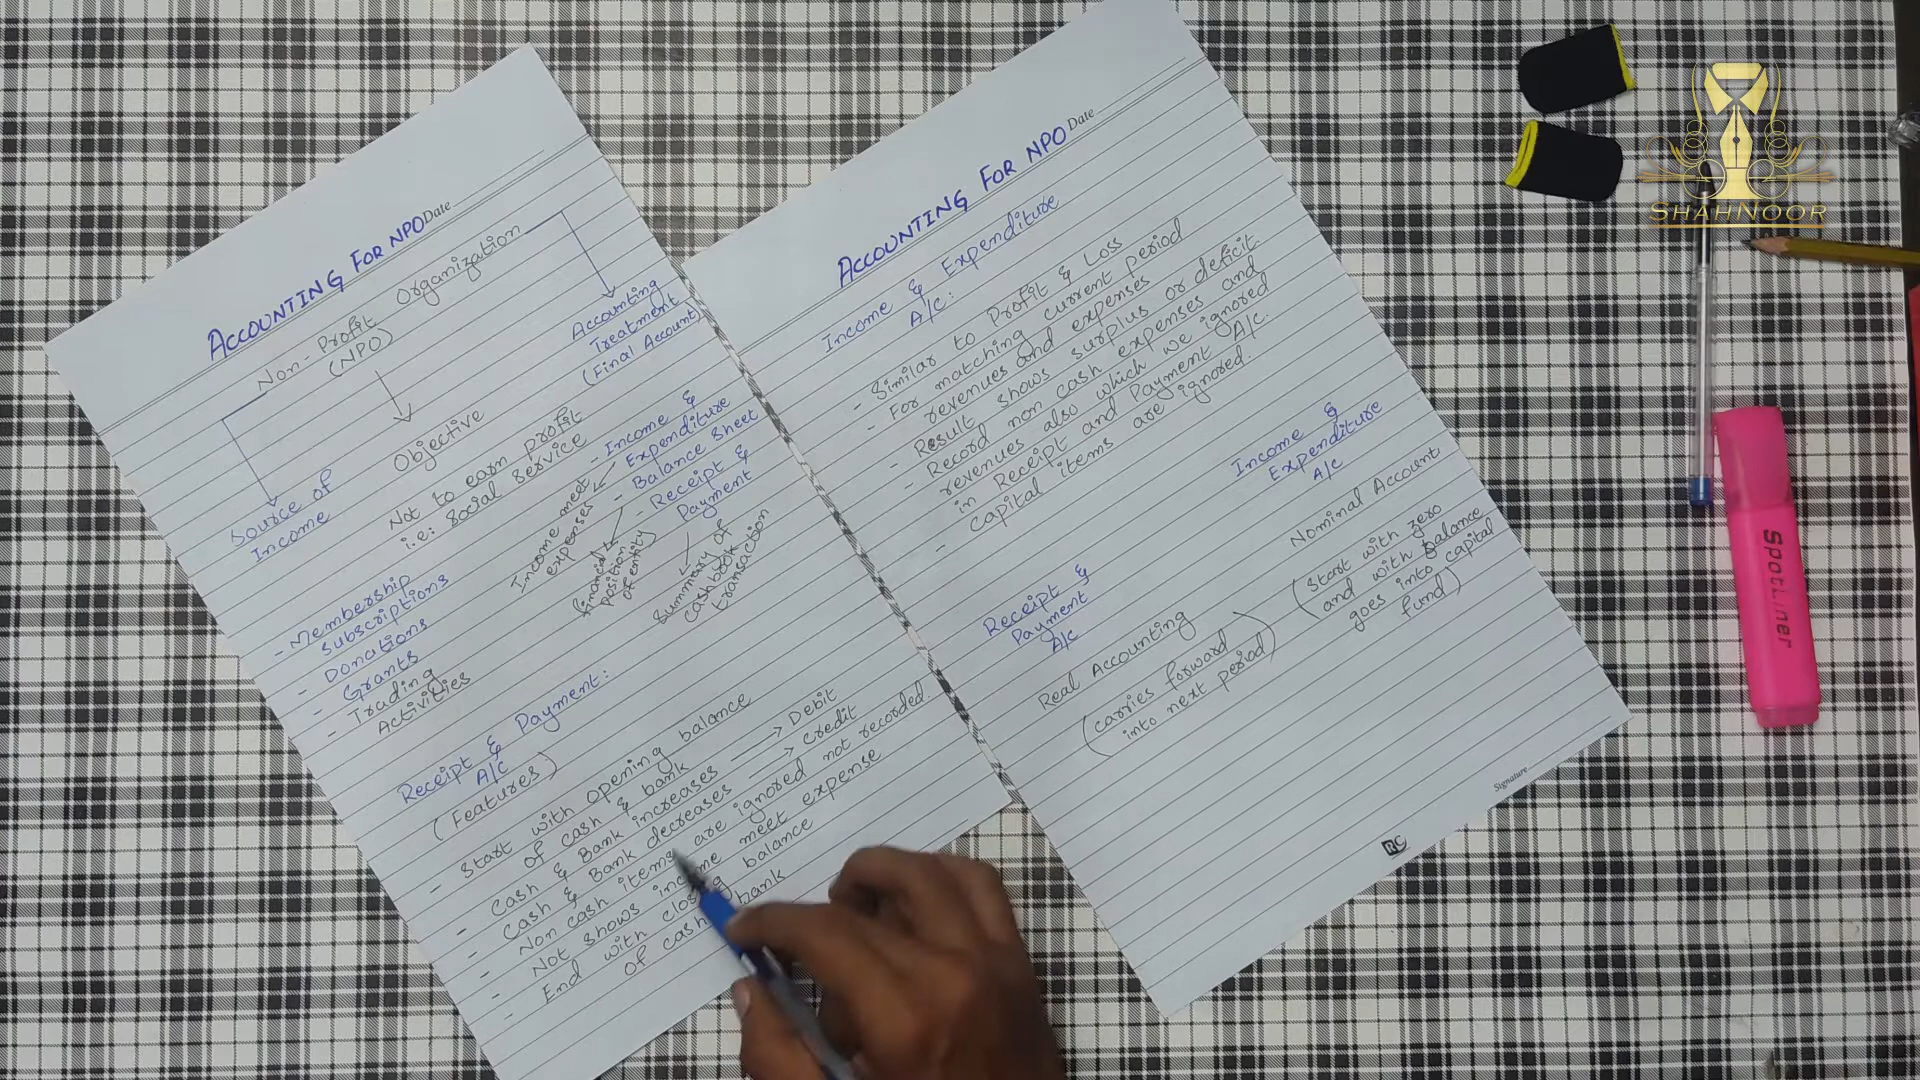 ACCOUNTING FOR NPO
Date
Non-Profit Organization
(NPO)
Source of
Income
- Membership
Subscriptions
- Donations
- Grants
- Trading
Activities
Objective
Not to earn profit
i.e: Social Service
Accounting
Treatment
(Final Account)
- Income &
Expenditure
- Balance Sheet
- Receipt &
Payment
Income meet
expenses
financial
position
of entity
Summary of
cashbook
transaction
Receipt & Payment:
A/C
(Features)
- Start with opening balance
of cash & bank
- Cash & Bank increases → Debit
- Cash & Bank decreases → Credit
- Non cash items are ignored not recorded.
- Not shows income meet expense
- End with closing balance
of cash bank
ACCOUNTING FOR NPO
Date
Income & Expenditure
A/C:
- Similar to Profit & Loss
- For matching current period
revenues and expenses
- Result shows surplus or deficit.
- Record non cash expenses and
revenues also which we ignored
in Receipt and Payment A/C.
- Capital items are ignored.
Receipt &
Payment
A/C
Real Accounting
(carries forward
into next period)
Income &
Expenditure
A/C
Nominal Account
(Start with zero
and with balance
goes into capital
fund)
Signature
RC
SHAHNOOR
SPOTLINER